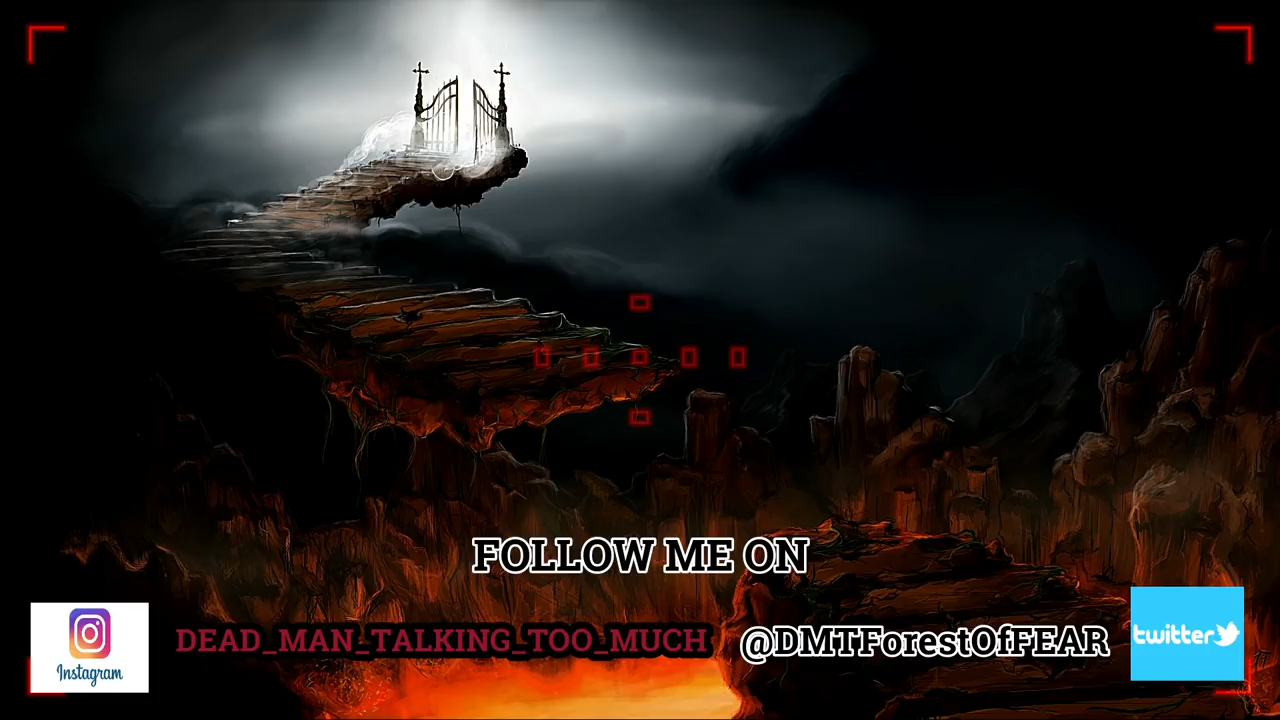 FOLLOW ME ON
Instagram
DEAD_MAN_TALKING_TOO_MUCH
@DMTForestOfFEAR
twitter